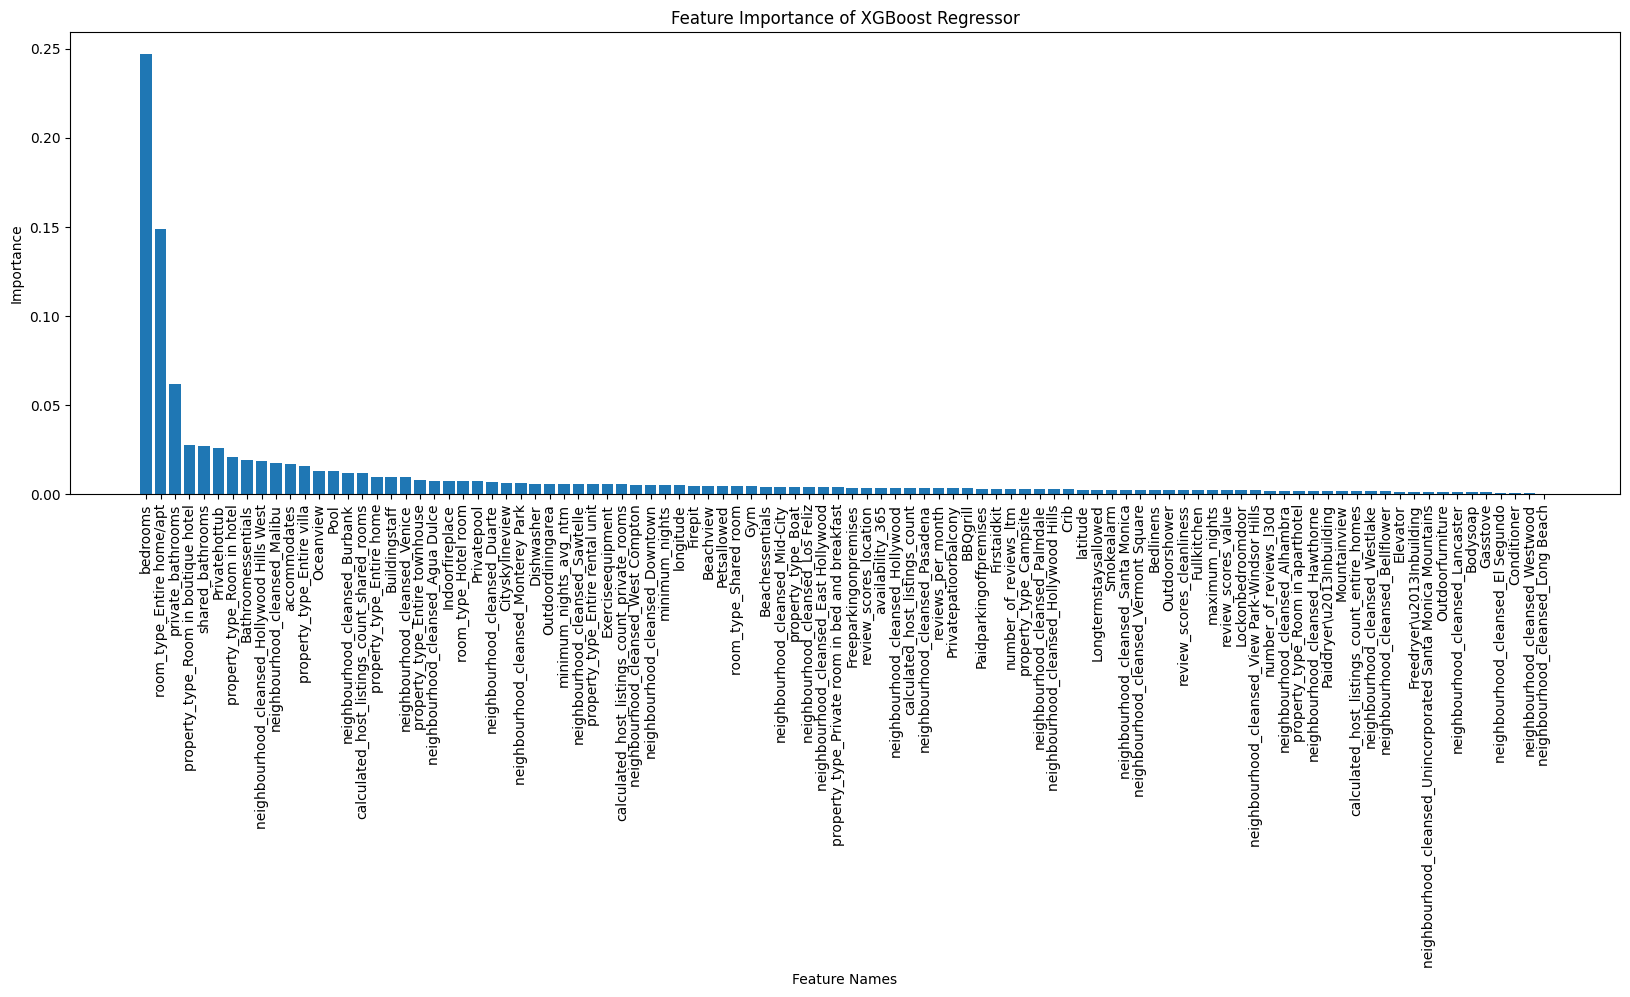 Feature Importance of XGBoost Regressor
0.25
0.20
0.15
0.10
0.05
0.00
Importance
bedrooms
room_type_Entire home/apt
private_bathrooms
property_type_Room in boutique hotel
shared_bathrooms
Privatehottub
property_type_Room in hotel
Bathroomessentials
neighbourhood_cleansed_Hollywood Hills West
neighbourhood_cleansed_Malibu
accommodates
property_type_Entire villa
Oceanview
Pool
neighbourhood_cleansed_Burbank
calculated_host_listings_count_shared_rooms
property_type_Entire home
Buildingstaff
neighbourhood_cleansed_Venice
property_type_Entire townhouse
neighbourhood_cleansed_Agua Dulce
Indoorfireplace
room_type_Hotel room
Privatepool
neighbourhood_cleansed_Duarte
Cityskylineview
neighbourhood_cleansed_Monterey Park
Dishwasher
Outdoordiningarea
minimum_nights_avg_ntm
neighbourhood_cleansed_Sawtelle
property_type_Entire rental unit
Exerciseequipment
calculated_host_listings_count_private_rooms
neighbourhood_cleansed_West Compton
neighbourhood_cleansed_Downtown
minimum_nights
longitude
Firepit
Beachview
Petsallowed
room_type_Shared room
Gym
Beachessentials
neighbourhood_cleansed_Mid-City
property_type_Boat
neighbourhood_cleansed_Los Feliz
neighbourhood_cleansed_East Hollywood
property_type_Private room in bed and breakfast
Freeparkingonpremises
review_scores_location
availability_365
neighbourhood_cleansed_Hollywood
calculated_host_listings_count
neighbourhood_cleansed_Pasadena
reviews_per_month
Privatepatioorbalcony
BBQgrill
Paidparkingoffpremises
Firstaidkit
number_of_reviews_ltm
property_type_Campsite
neighbourhood_cleansed_Palmdale
neighbourhood_cleansed_Hollywood Hills
Crib
latitude
Longtermstaysallowed
Smokealarm
neighbourhood_cleansed_Santa Monica
neighbourhood_cleansed_Vermont Square
Bedlinens
Outdoorshower
review_scores_cleanliness
Fullkitchen
maximum_nights
review_scores_value
Lockonbedroomdoor
neighbourhood_cleansed_View Park-Windsor Hills
number_of_reviews_l30d
neighbourhood_cleansed_Alhambra
property_type_Room in aparthotel
neighbourhood_cleansed_Hawthorne
Paiddryer\u2013Inbuilding
Mountainview
calculated_host_listings_count_entire_homes
neighbourhood_cleansed_Westlake
neighbourhood_cleansed_Bellflower
Elevator
Freedryer\u2013Inbuilding
neighbourhood_cleansed_Unincorporated Santa Monica Mountains
Outdoorfurniture
neighbourhood_cleansed_Lancaster
Bodysoap
Gasstove
neighbourhood_cleansed_El Segundo
Conditioner
neighbourhood_cleansed_Westwood
neighbourhood_cleansed_Long Beach
Feature Names